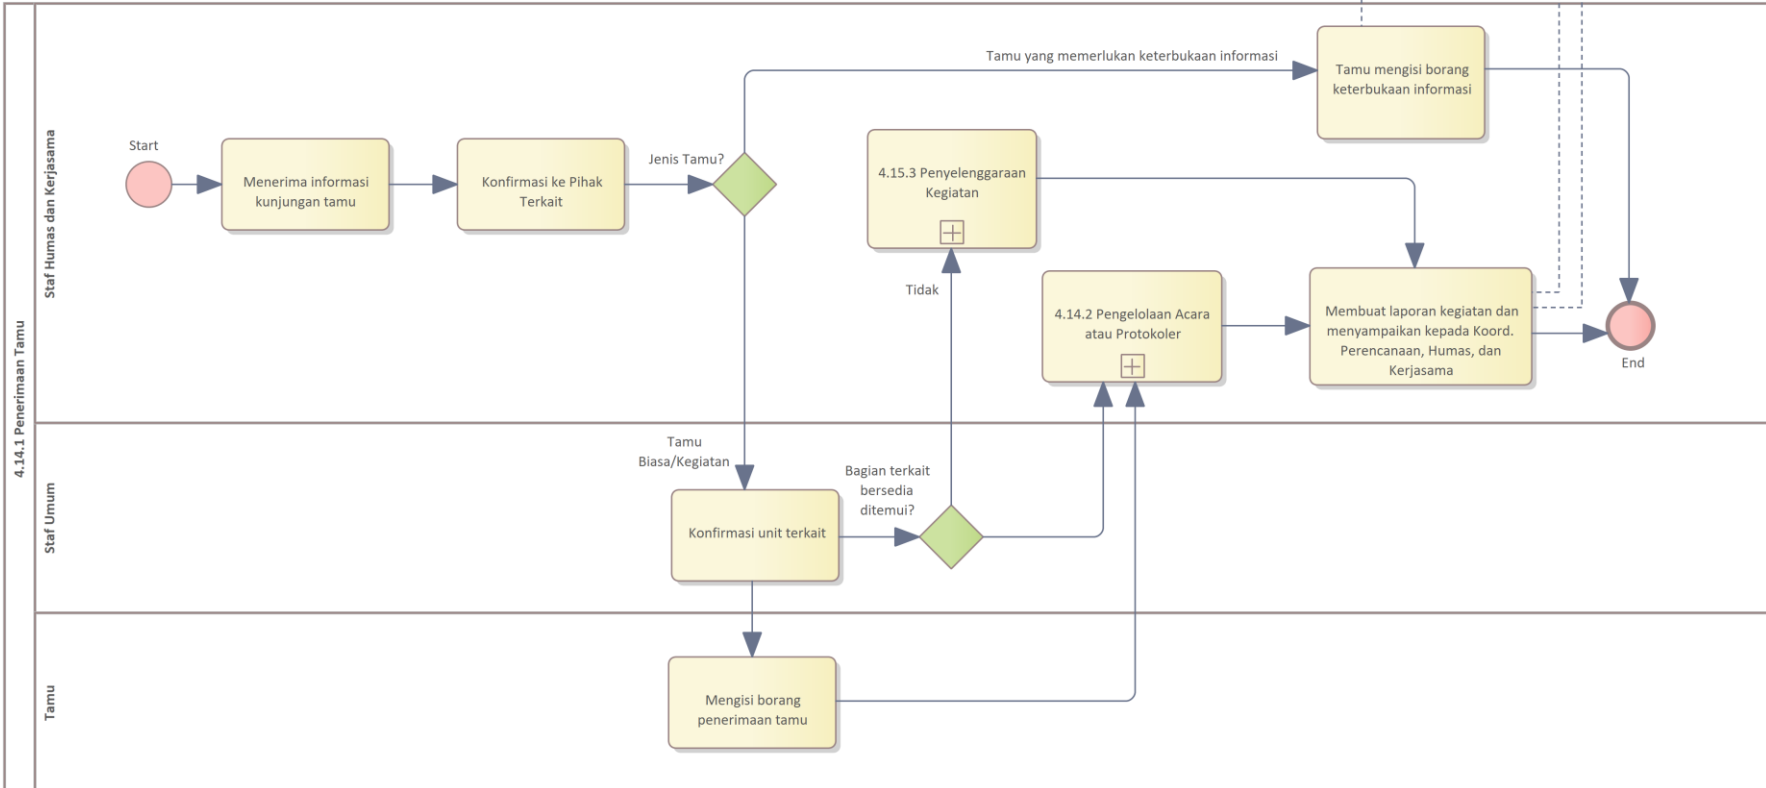 4.14.1 Penerimaan Tamu
Staf Humas dan Kerjasama
Start
Menerima informasi
kunjungan tamu
Konfirmasi ke Pihak
Terkait
Jenis Tamu?
Tamu yang memerlukan keterbukaan informasi
Tamu mengisi borang
keterbukaan informasi
4.15.3 Penyelenggaraan
Kegiatan
Tidak
4.14.2 Pengelolaan Acara
atau Protokoler
Membuat laporan kegiatan dan
menyampaikan kepada Koord.
Perencanaan, Humas, dan
Kerjasama
End
Staf Umum
Tamu
Biasa/Kegiatan
Konfirmasi unit terkait
Bagian terkait
bersedia
ditemui?
Tamu
Mengisi borang
penerimaan tamu